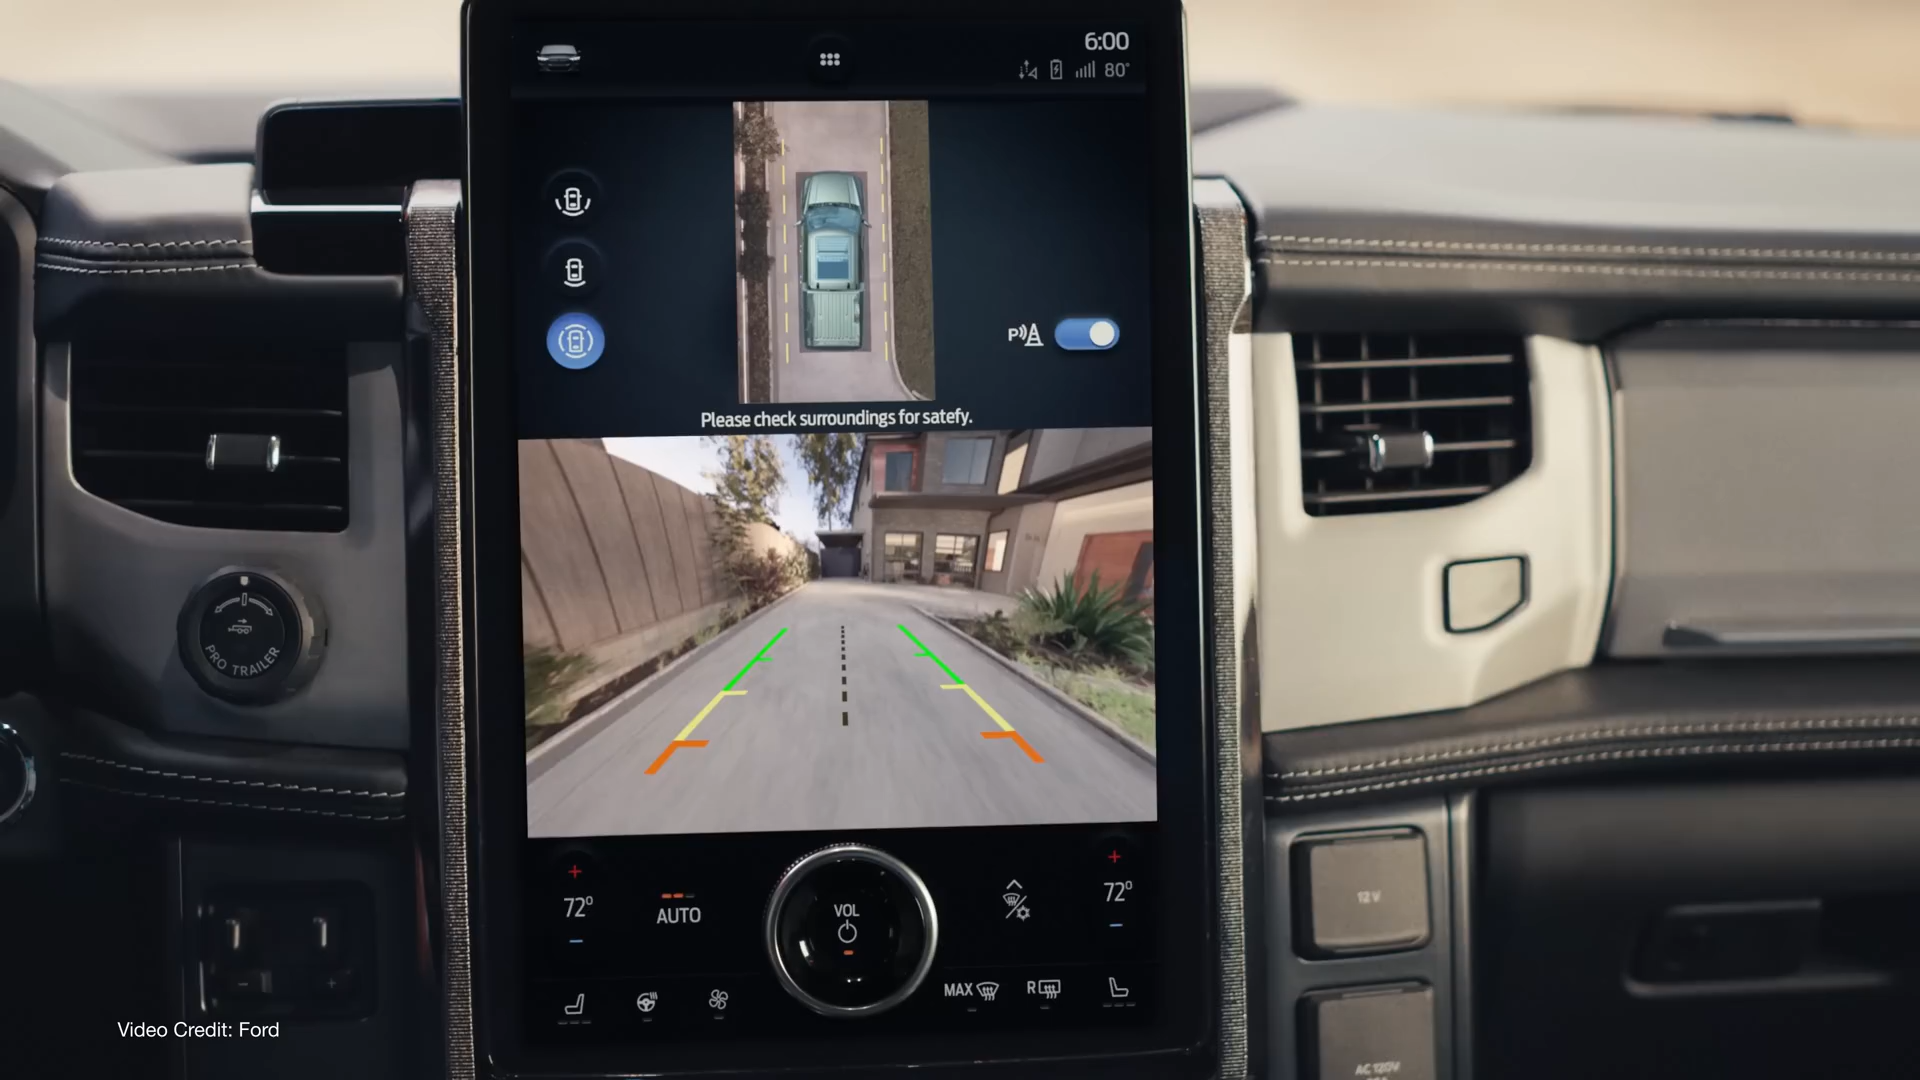 6:00
80°
P
Please check surroundings for satefy.
PRO TRAILER
72°
AUTO
VOL
72°
MAX
R
12V
AC 120V
Video Credit: Ford